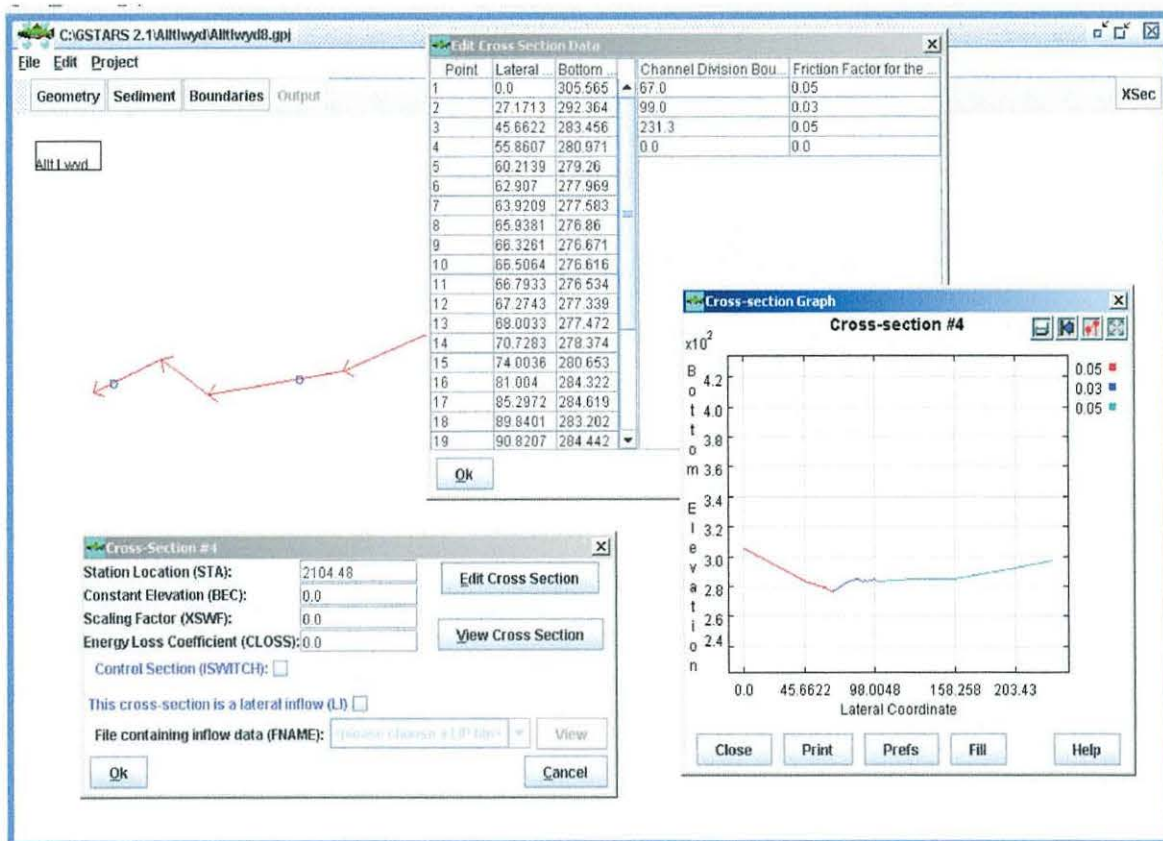 C:\GSTARS 2.1\Alltlwyd\Alltlwyd8.gpj
File Edit Project
Geometry Sediment Boundaries Output
XSec
Allt Lwyd
Edit Cross Section Data
Point Lateral ... Bottom ... Channel Division Bou... Friction Factor for the ...
1 0.0 305.565 67.0 0.05
2 27.1713 292.364 99.0 0.03
3 45.6622 283.456 231.3 0.05
4 55.8607 280.971 0.0 0.0
5 60.2139 279.26
6 62.907 277.969
7 63.9209 277.583
8 65.9381 276.86
9 66.3261 276.671
10 66.5064 276.616
11 66.7933 276.534
12 67.2743 277.339
13 68.0033 277.472
14 70.7283 278.374
15 74.0036 280.653
16 81.004 284.322
17 85.2972 284.619
18 89.8401 283.202
19 90.8207 284.442
Ok
Cross-Section #4
Station Location (STA): 2104.48
Edit Cross Section
Constant Elevation (BEC): 0.0
Scaling Factor (XSWF): 0.0
View Cross Section
Energy Loss Coefficient (CLOSS): 0.0
Control Section (ISWITCH):
This cross-section is a lateral inflow (LI)
File containing inflow data (FNAME): View
Ok Cancel
Cross-section Graph
Cross-section #4
x10²
Bottom Elevation
4.2
4.0
3.8
3.6
3.4
3.2
3.0
2.8
2.6
2.4
0.05
0.03
0.05
0.0 45.6622 98.0048 158.258 203.43
Lateral Coordinate
Close Print Prefs Fill Help